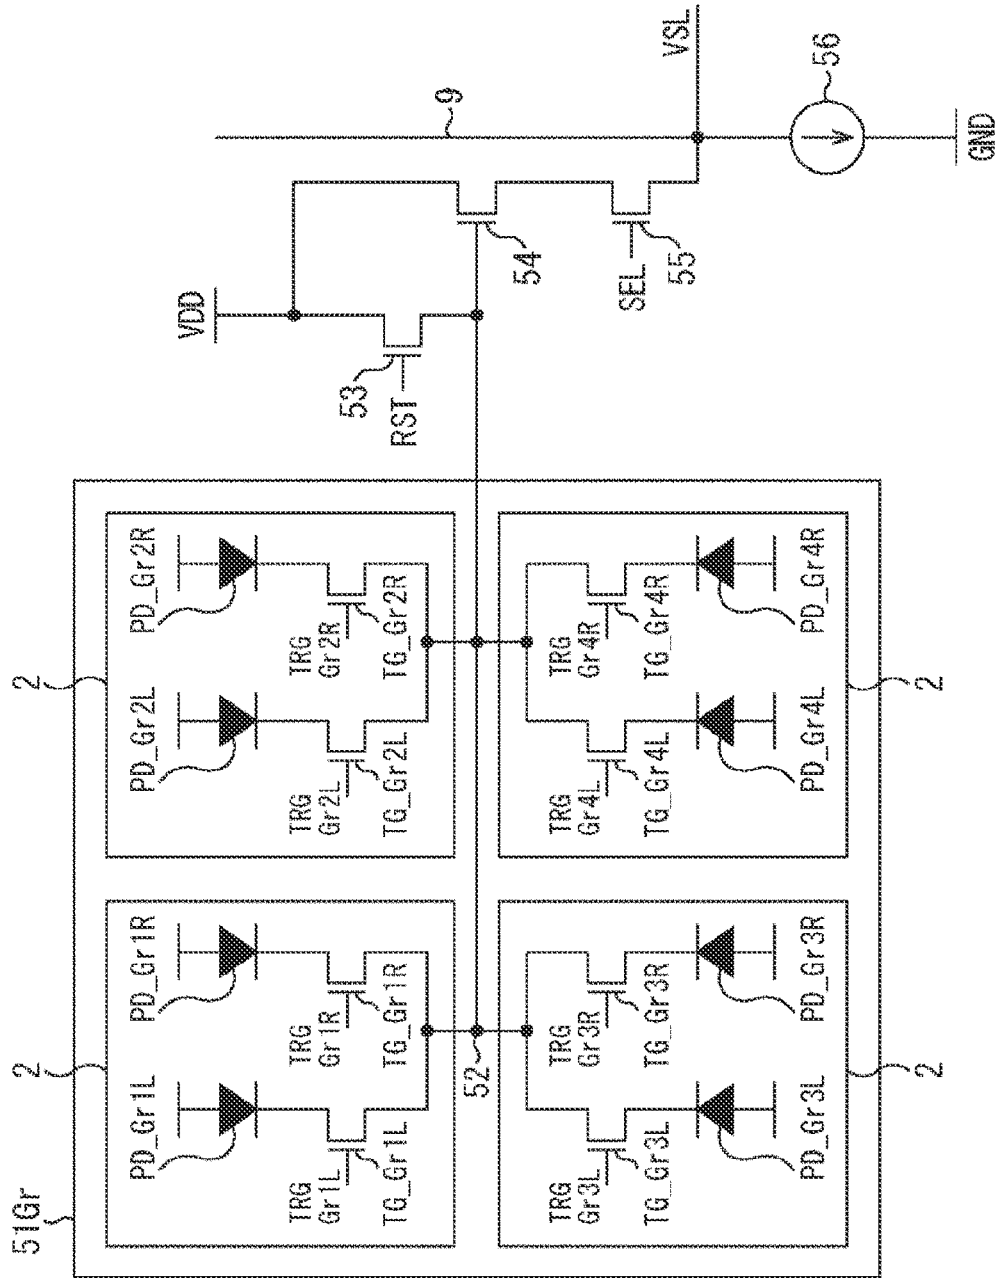 51Gr
2
2
PD_Gr1L
PD_Gr1R
PD_Gr2L
PD_Gr2R
TRG
Gr1L
TRG
Gr1R
TRG
Gr2L
TRG
Gr2R
TG_Gr1L
TG_Gr1R
TG_Gr2L
TG_Gr2R
52
TRG
Gr3L
TRG
Gr3R
TRG
Gr4L
TRG
Gr4R
TG_Gr3L
TG_Gr3R
TG_Gr4L
TG_Gr4R
PD_Gr3L
PD_Gr3R
PD_Gr4L
PD_Gr4R
2
2
VDD
53
RST
9
54
SEL
55
VSL
56
GND